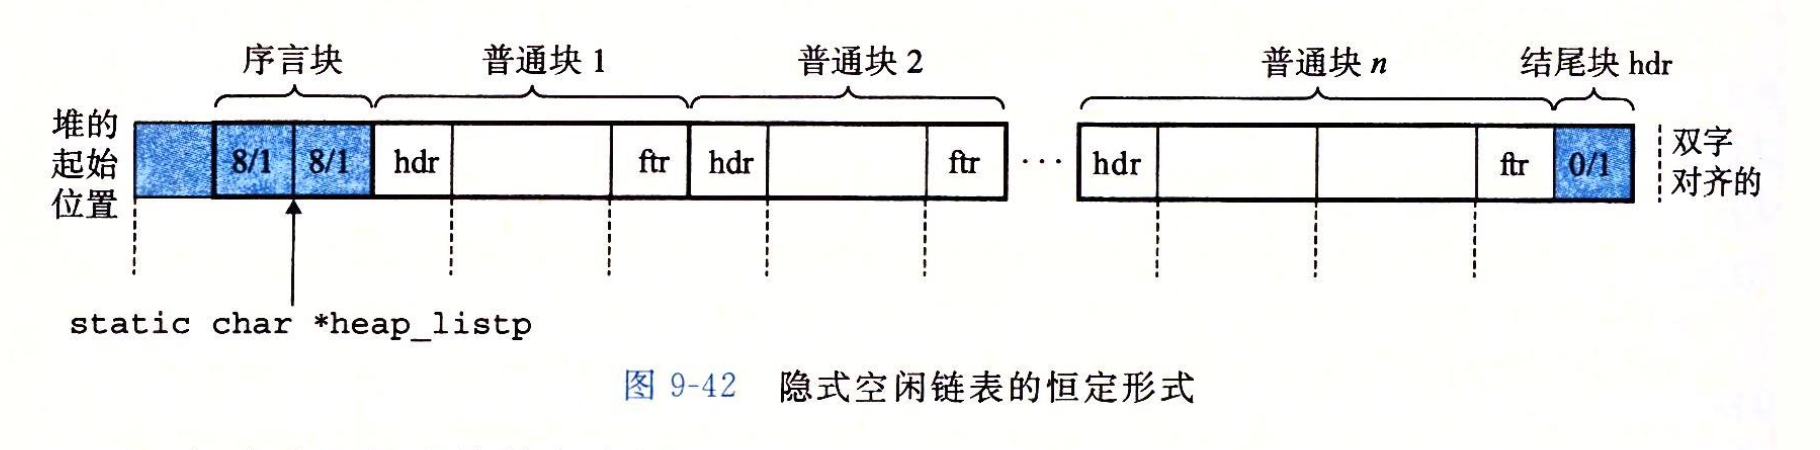 序言块 普通块 1 普通块 2 普通块 n 结尾块 hdr
堆的
起始
位置
8/1 8/1 hdr ftr hdr ftr ··· hdr ftr 0/1
双字
对齐的
static char *heap_listp
图 9-42 隐式空闲链表的恒定形式